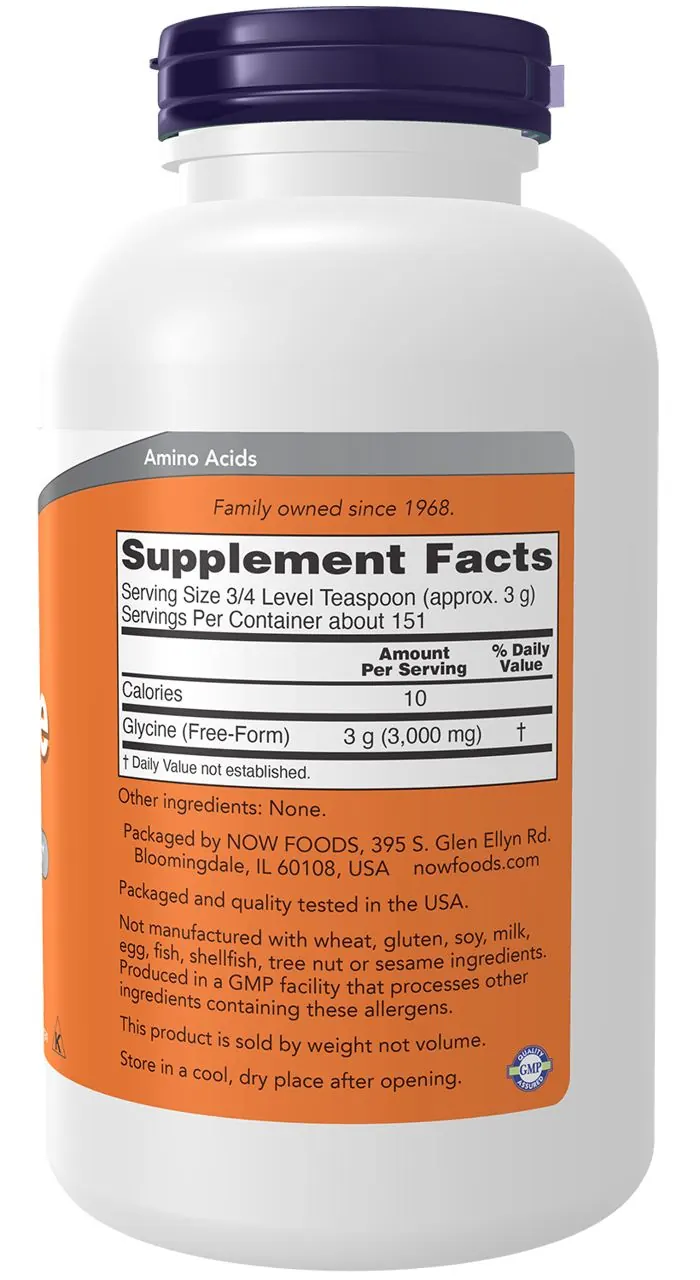 Amino Acids
Family owned since 1968.
Supplement Facts
Serving Size 3/4 Level Teaspoon (approx. 3 g)
Servings Per Container about 151
Amount Per Serving
% Daily Value
Calories 10
Glycine (Free-Form) 3 g (3,000 mg) †
† Daily Value not established.
Other ingredients: None.
Packaged by NOW FOODS, 395 S. Glen Ellyn Rd.
Bloomingdale, IL 60108, USA nowfoods.com
Packaged and quality tested in the USA.
Not manufactured with wheat, gluten, soy, milk,
egg, fish, shellfish, tree nut or sesame ingredients.
Produced in a GMP facility that processes other
ingredients containing these allergens.
This product is sold by weight not volume.
Store in a cool, dry place after opening.
QUALITY
GMP
ASSURED
e
K